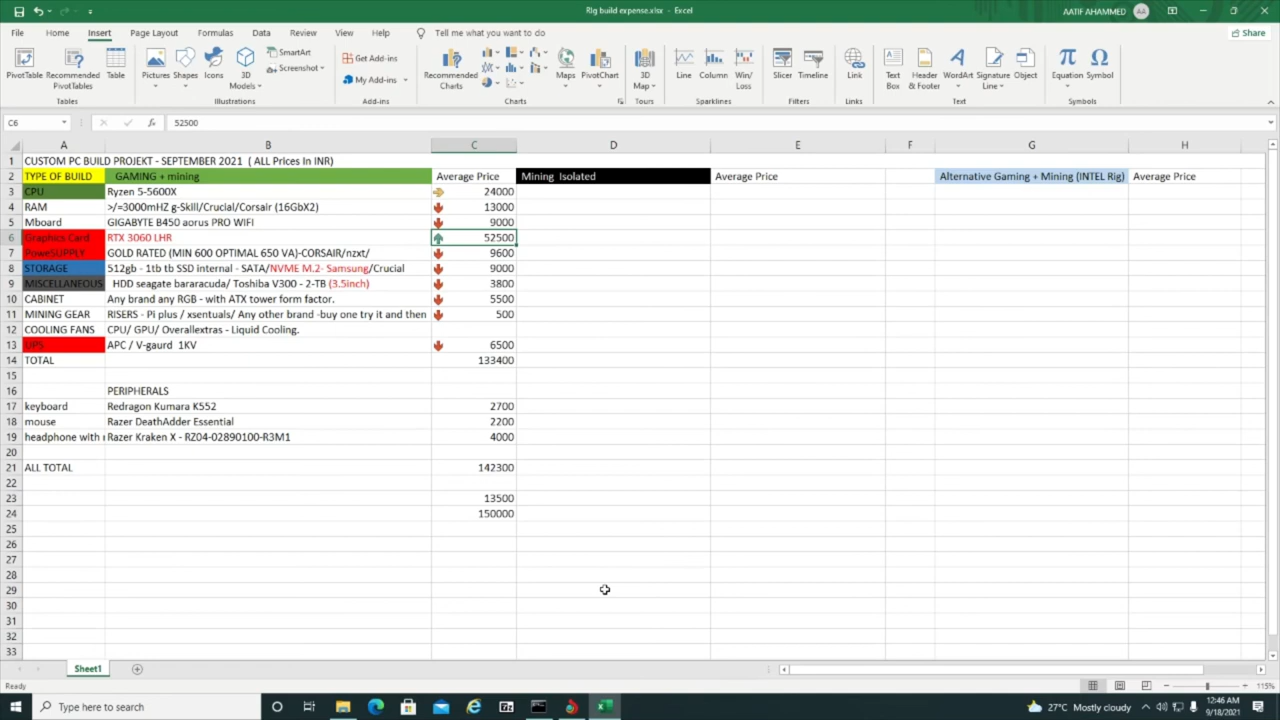 Rig build expense.xlsx - Excel
AATIF AHAMMED
File Home Insert Page Layout Formulas Data Review View Help Tell me what you want to do Share
PivotTable Recommended PivotTables Table
Tables
Pictures Shapes Icons 3D Models SmartArt Screenshot
Illustrations
Get Add-ins
My Add-ins
Add-ins
Recommended Charts Maps PivotChart
Charts
3D Map
Tours
Line Column Win/Loss
Sparklines
Slicer Timeline
Filters
Link
Links
Text Box Header & Footer WordArt Signature Line Object
Text
Equation Symbol
Symbols
C6 fx 52500
A B C D E F G H
1 CUSTOM PC BUILD PROJEKT - SEPTEMBER 2021 ( ALL Prices In INR)
2 TYPE OF BUILD GAMING + mining Average Price Mining Isolated Average Price Alternative Gaming + Mining (INTEL Rig) Average Price
3 CPU Ryzen 5-5600X 24000
4 RAM >/=3000mHZ g-Skill/Crucial/Corsair (16GbX2) 13000
5 Mboard GIGABYTE B450 aorus PRO WIFI 9000
6 Graphics Card RTX 3060 LHR 52500
7 PoweSUPPLY GOLD RATED (MIN 600 OPTIMAL 650 VA)-CORSAIR/nzxt/ 9600
8 STORAGE 512gb - 1tb tb SSD internal - SATA/NVME M.2- Samsung/Crucial 9000
9 MISCELLANEOUS HDD seagate bararacuda/ Toshiba V300 - 2-TB (3.5inch) 3800
10 CABINET Any brand any RGB - with ATX tower form factor. 5500
11 MINING GEAR RISERS - Pi plus / xsentuals/ Any other brand -buy one try it and then 500
12 COOLING FANS CPU/ GPU/ Overallextras - Liquid Cooling.
13 UPS APC / V-gaurd 1KV 6500
14 TOTAL 133400
15
16 PERIPHERALS
17 keyboard Redragon Kumara K552 2700
18 mouse Razer DeathAdder Essential 2200
19 headphone with Razer Kraken X - RZ04-02890100-R3M1 4000
20
21 ALL TOTAL 142300
22
23 13500
24 150000
25
26
27
28
29
30
31
32
33
Sheet1
Ready 115%
Type here to search 27°C Mostly cloudy 12:46 AM
9/18/2021